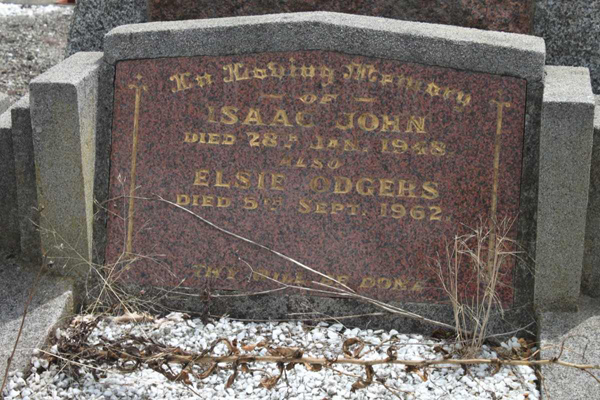 In Loving Memory
— OF —
ISAAC JOHN
DIED 28TH JAN. 1948
ALSO
ELSIE ODGERS
DIED 5TH SEPT. 1962
THY WILL BE DONE